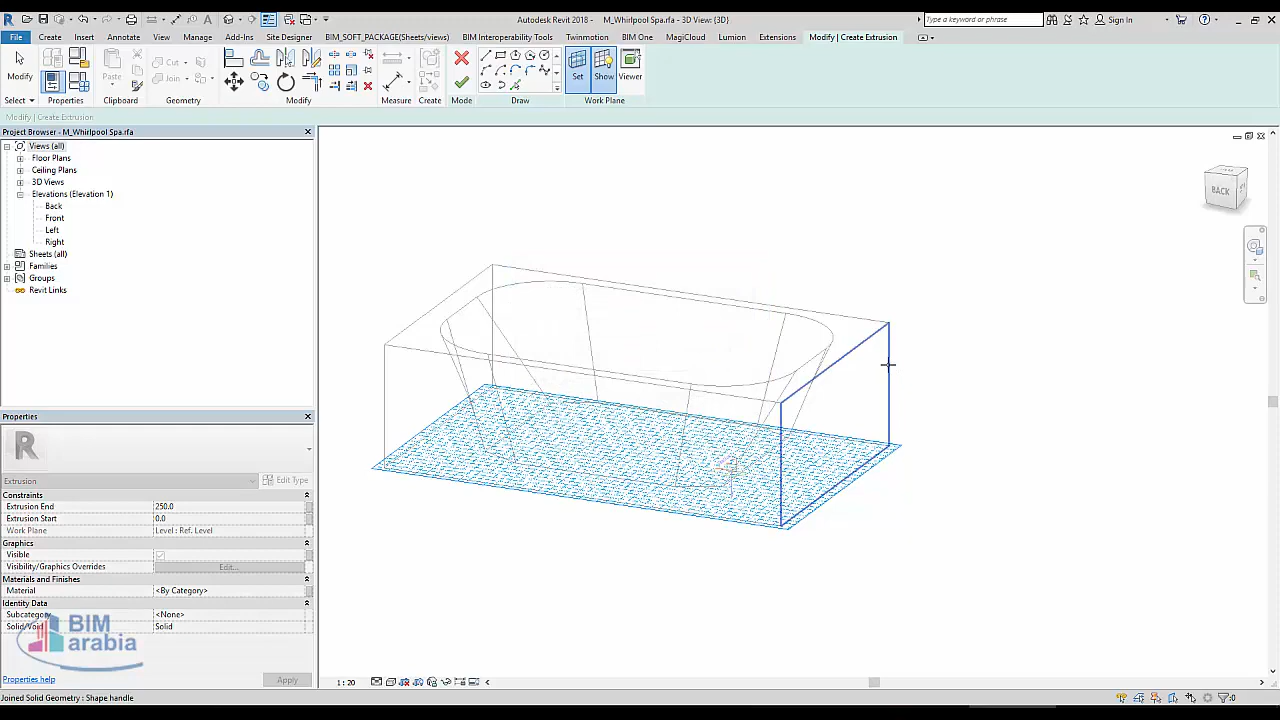 Autodesk Revit 2018 - M_Whirlpool Spa.rfa - 3D View: {3D}
Type a keyword or phrase
Sign In
File Create Insert Annotate View Manage Add-Ins Site Designer BIM_SOFT_PACKAGE(Sheets/views) BIM Interoperability Tools Twinmotion BIM One MagiCloud Lumion Extensions Modify | Create Extrusion
Modify Paste Cut Join Set Show Viewer
Select Properties Clipboard Geometry Modify Measure Create Mode Draw Work Plane
Modify | Create Extrusion
Project Browser - M_Whirlpool Spa.rfa
Views (all)
Floor Plans
Ceiling Plans
3D Views
Elevations (Elevation 1)
Back
Front
Left
Right
Sheets (all)
Families
Groups
Revit Links
BACK
Properties
R
Extrusion Edit Type
Constraints
Extrusion End 250.0
Extrusion Start 0.0
Work Plane Level : Ref. Level
Graphics
Visible
Visibility/Graphics Overrides Edit...
Materials and Finishes
Material <By Category>
Identity Data
Subcategory <None>
Solid/Void Solid
BIM
arabia
Properties help Apply
1 : 20
Joined Solid Geometry : Shape handle
:0